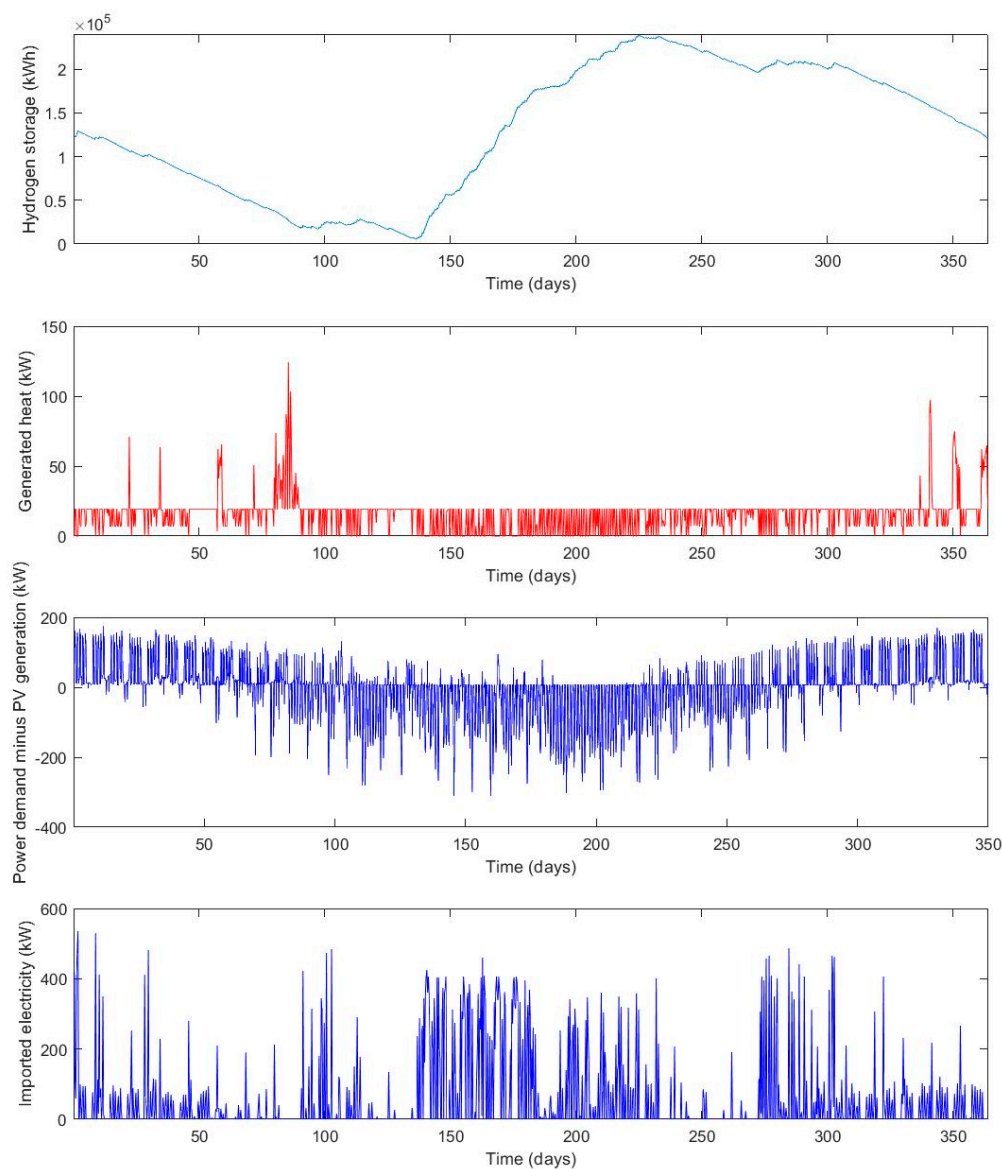 ×10⁵
Hydrogen storage (kWh)
2
1.5
1
0.5
0
50 100 150 200 250 300 350
Time (days)
Generated heat (kW)
150
100
50
0
50 100 150 200 250 300 350
Time (days)
Power demand minus PV generation (kW)
200
0
-200
-400
50 100 150 200 250 300 350
Time (days)
Imported electricity (kW)
600
400
200
0
50 100 150 200 250 300 350
Time (days)